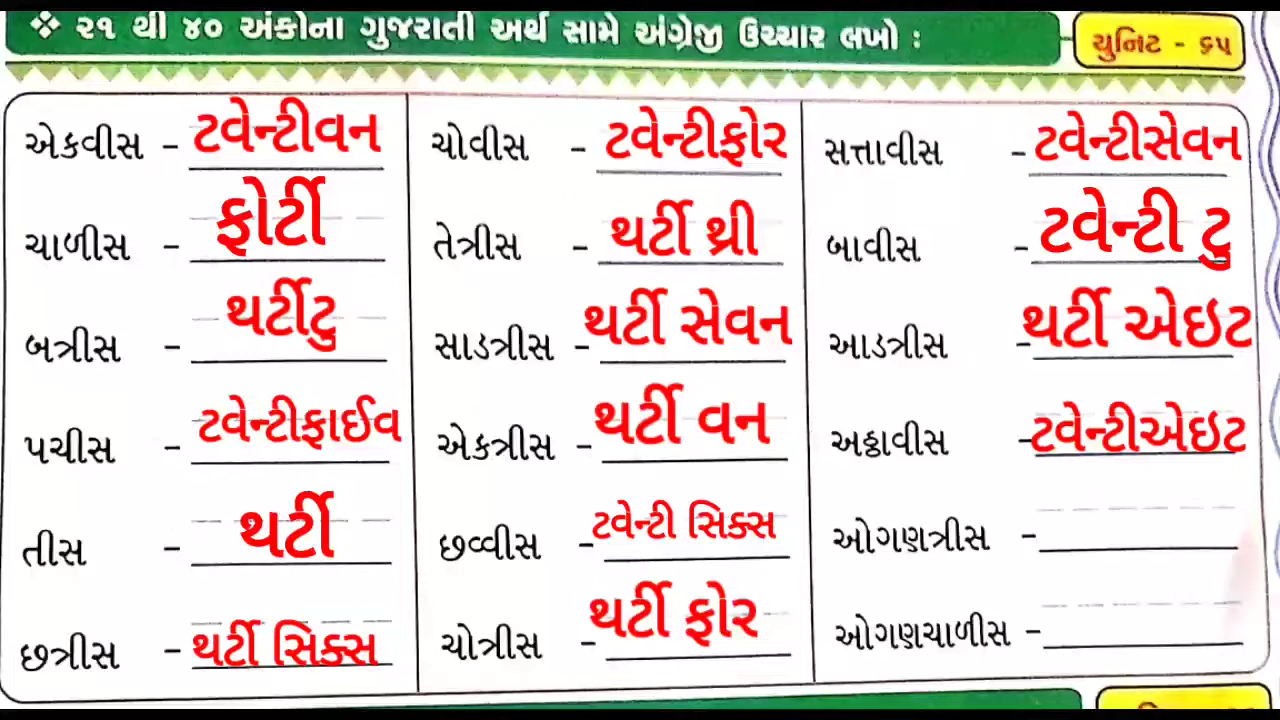 ❖ ૨૧ થી ૪૦ અંકોના ગુજરાતી અર્થ સામે અંગ્રેજી ઉચ્ચાર લખો :
યુનિટ - ૬૫
એકવીસ - ટવેન્ટીવન
ચાળીસ - ફોર્ટી
બત્રીસ - થર્ટીટુ
પચીસ - ટવેન્ટીફાઈવ
તીસ - થર્ટી
છત્રીસ - થર્ટી સિક્સ
ચોવીસ - ટવેન્ટીફોર
તેત્રીસ - થર્ટી થ્રી
સાડત્રીસ - થર્ટી સેવન
એકત્રીસ - થર્ટી વન
છવ્વીસ - ટવેન્ટી સિક્સ
ચોત્રીસ - થર્ટી ફોર
સત્તાવીસ - ટવેન્ટીસેવન
બાવીસ - ટવેન્ટી ટુ
આડત્રીસ - થર્ટી એઇટ
અઠ્ઠાવીસ - ટવેન્ટીએઇટ
ઓગણત્રીસ -
ઓગણચાળીસ -